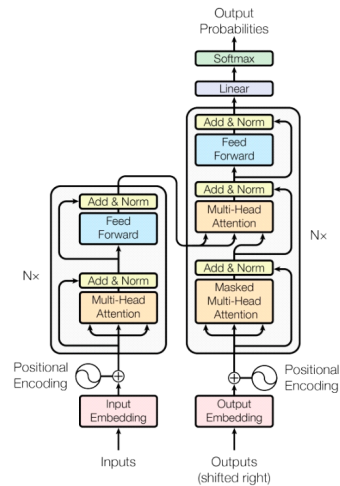 Output
Probabilities
Softmax
Linear
Add & Norm
Feed
Forward
Add & Norm
Multi-Head
Attention
Add & Norm
Masked
Multi-Head
Attention
Nx
Positional
Encoding
Output
Embedding
Outputs
(shifted right)
Add & Norm
Feed
Forward
Add & Norm
Multi-Head
Attention
Nx
Positional
Encoding
Input
Embedding
Inputs